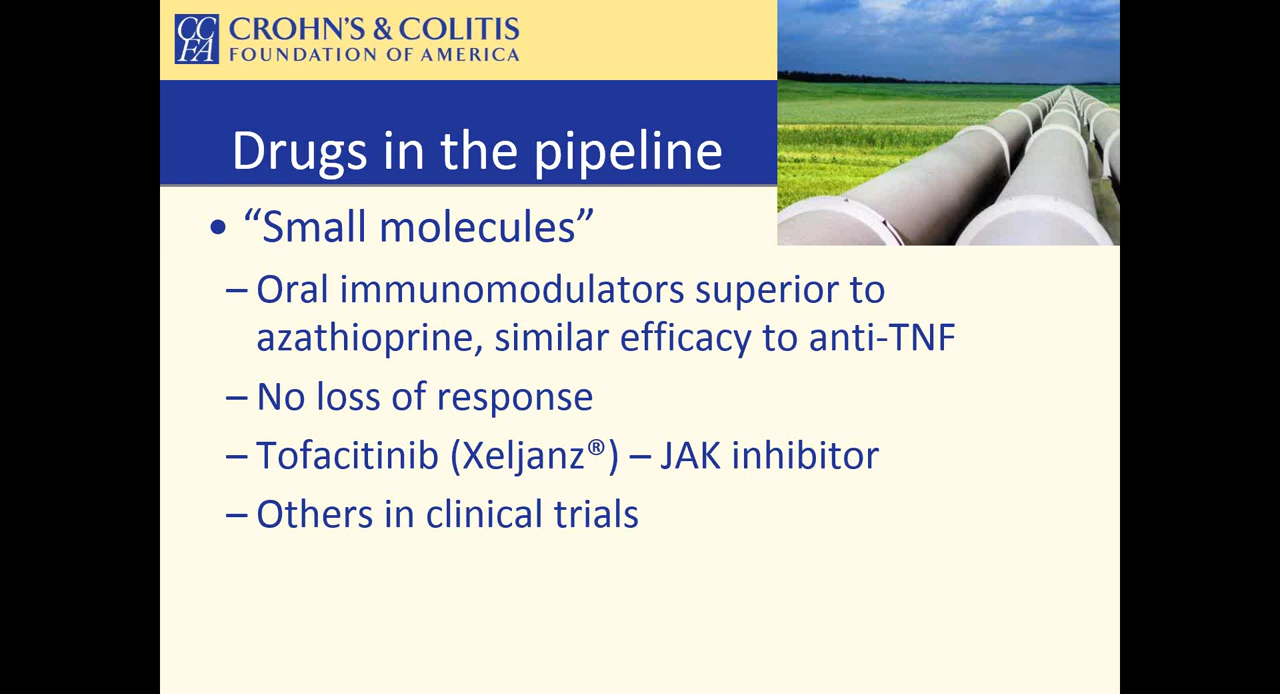 CCFA
CROHN'S & COLITIS
FOUNDATION OF AMERICA
Drugs in the pipeline
• “Small molecules”
– Oral immunomodulators superior to
azathioprine, similar efficacy to anti-TNF
– No loss of response
– Tofacitinib (Xeljanz®) – JAK inhibitor
– Others in clinical trials